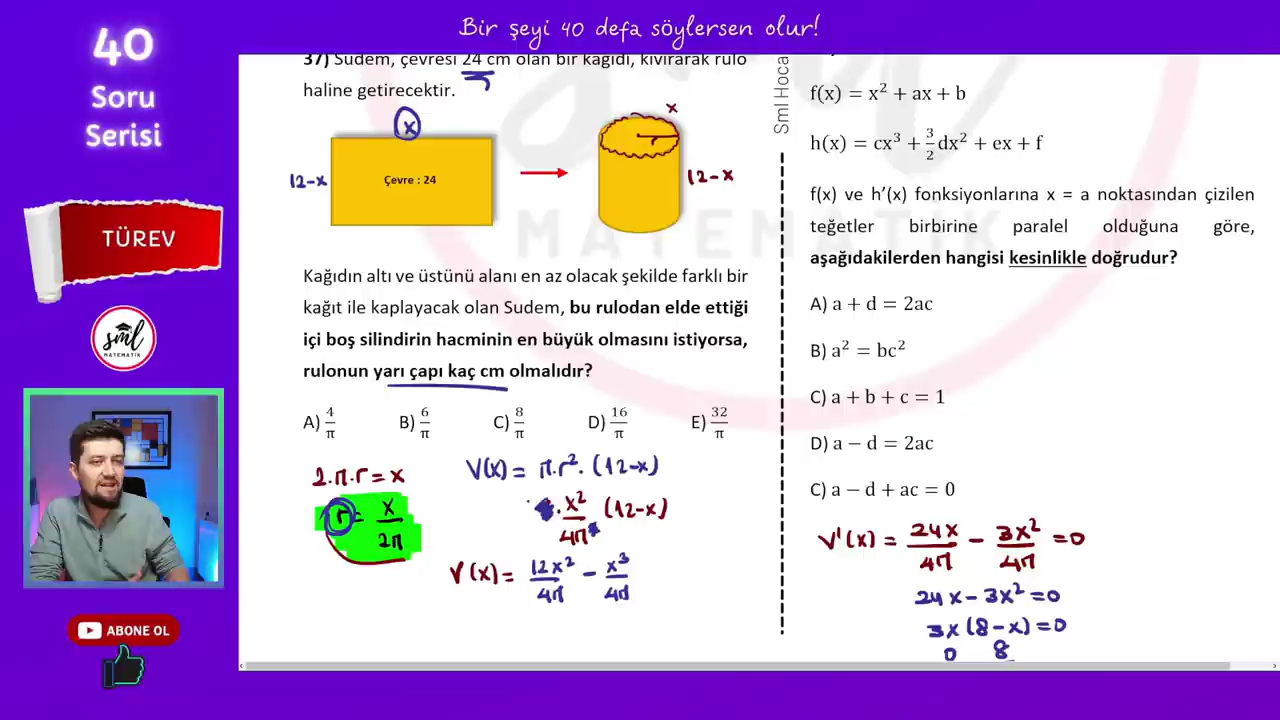 Bir şeyi 40 defa söylersen olur!
40
Soru
Serisi
TÜREV
sml
MATEMATİK
ABONE OL
37) Sudem, çevresi 24 cm olan bir kağıdı, kıvırarak rulo
haline getirecektir.
x
12-x
Çevre : 24
x
r
12-x
Kağıdın altı ve üstünü alanı en az olacak şekilde farklı bir
kağıt ile kaplayacak olan Sudem, bu rulodan elde ettiği
içi boş silindirin hacminin en büyük olmasını istiyorsa,
rulonun yarı çapı kaç cm olmalıdır?
A) 4/π B) 6/π C) 8/π D) 16/π E) 32/π
2.π.r = x
r = x/2π
V(x) = π.r². (12-x)
. x²/4π (12-x)
V(x) = 12x²/4π - x³/4π
Sml Hoca
MATEMATİK
f(x) = x² + ax + b
h(x) = cx³ + 3/2 dx² + ex + f
f(x) ve h'(x) fonksiyonlarına x = a noktasından çizilen
teğetler birbirine paralel olduğuna göre,
aşağıdakilerden hangisi kesinlikle doğrudur?
A) a + d = 2ac
B) a² = bc²
C) a + b + c = 1
D) a − d = 2ac
C) a − d + ac = 0
V'(x) = 24x/4π - 3x²/4π = 0
24x - 3x² = 0
3x (8-x) = 0
0 8